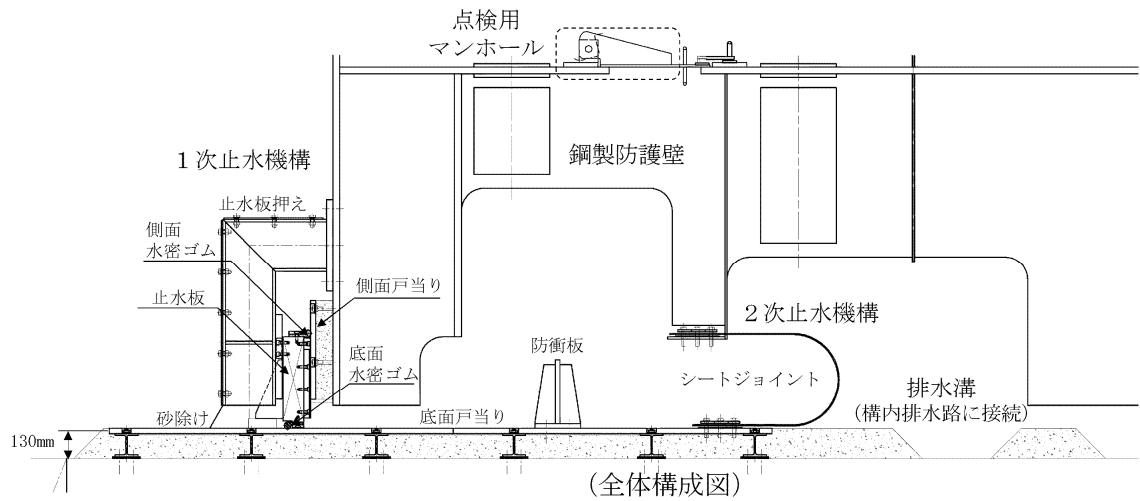 点検用
マンホール
鋼製防護壁
1次止水機構
止水板押え
側面
水密ゴム
止水板
側面戸当り
底面
水密ゴム
砂除け
底面戸当り
防衝板
2次止水機構
シートジョイント
排水溝
(構内排水路に接続)
130mm
(全体構成図)